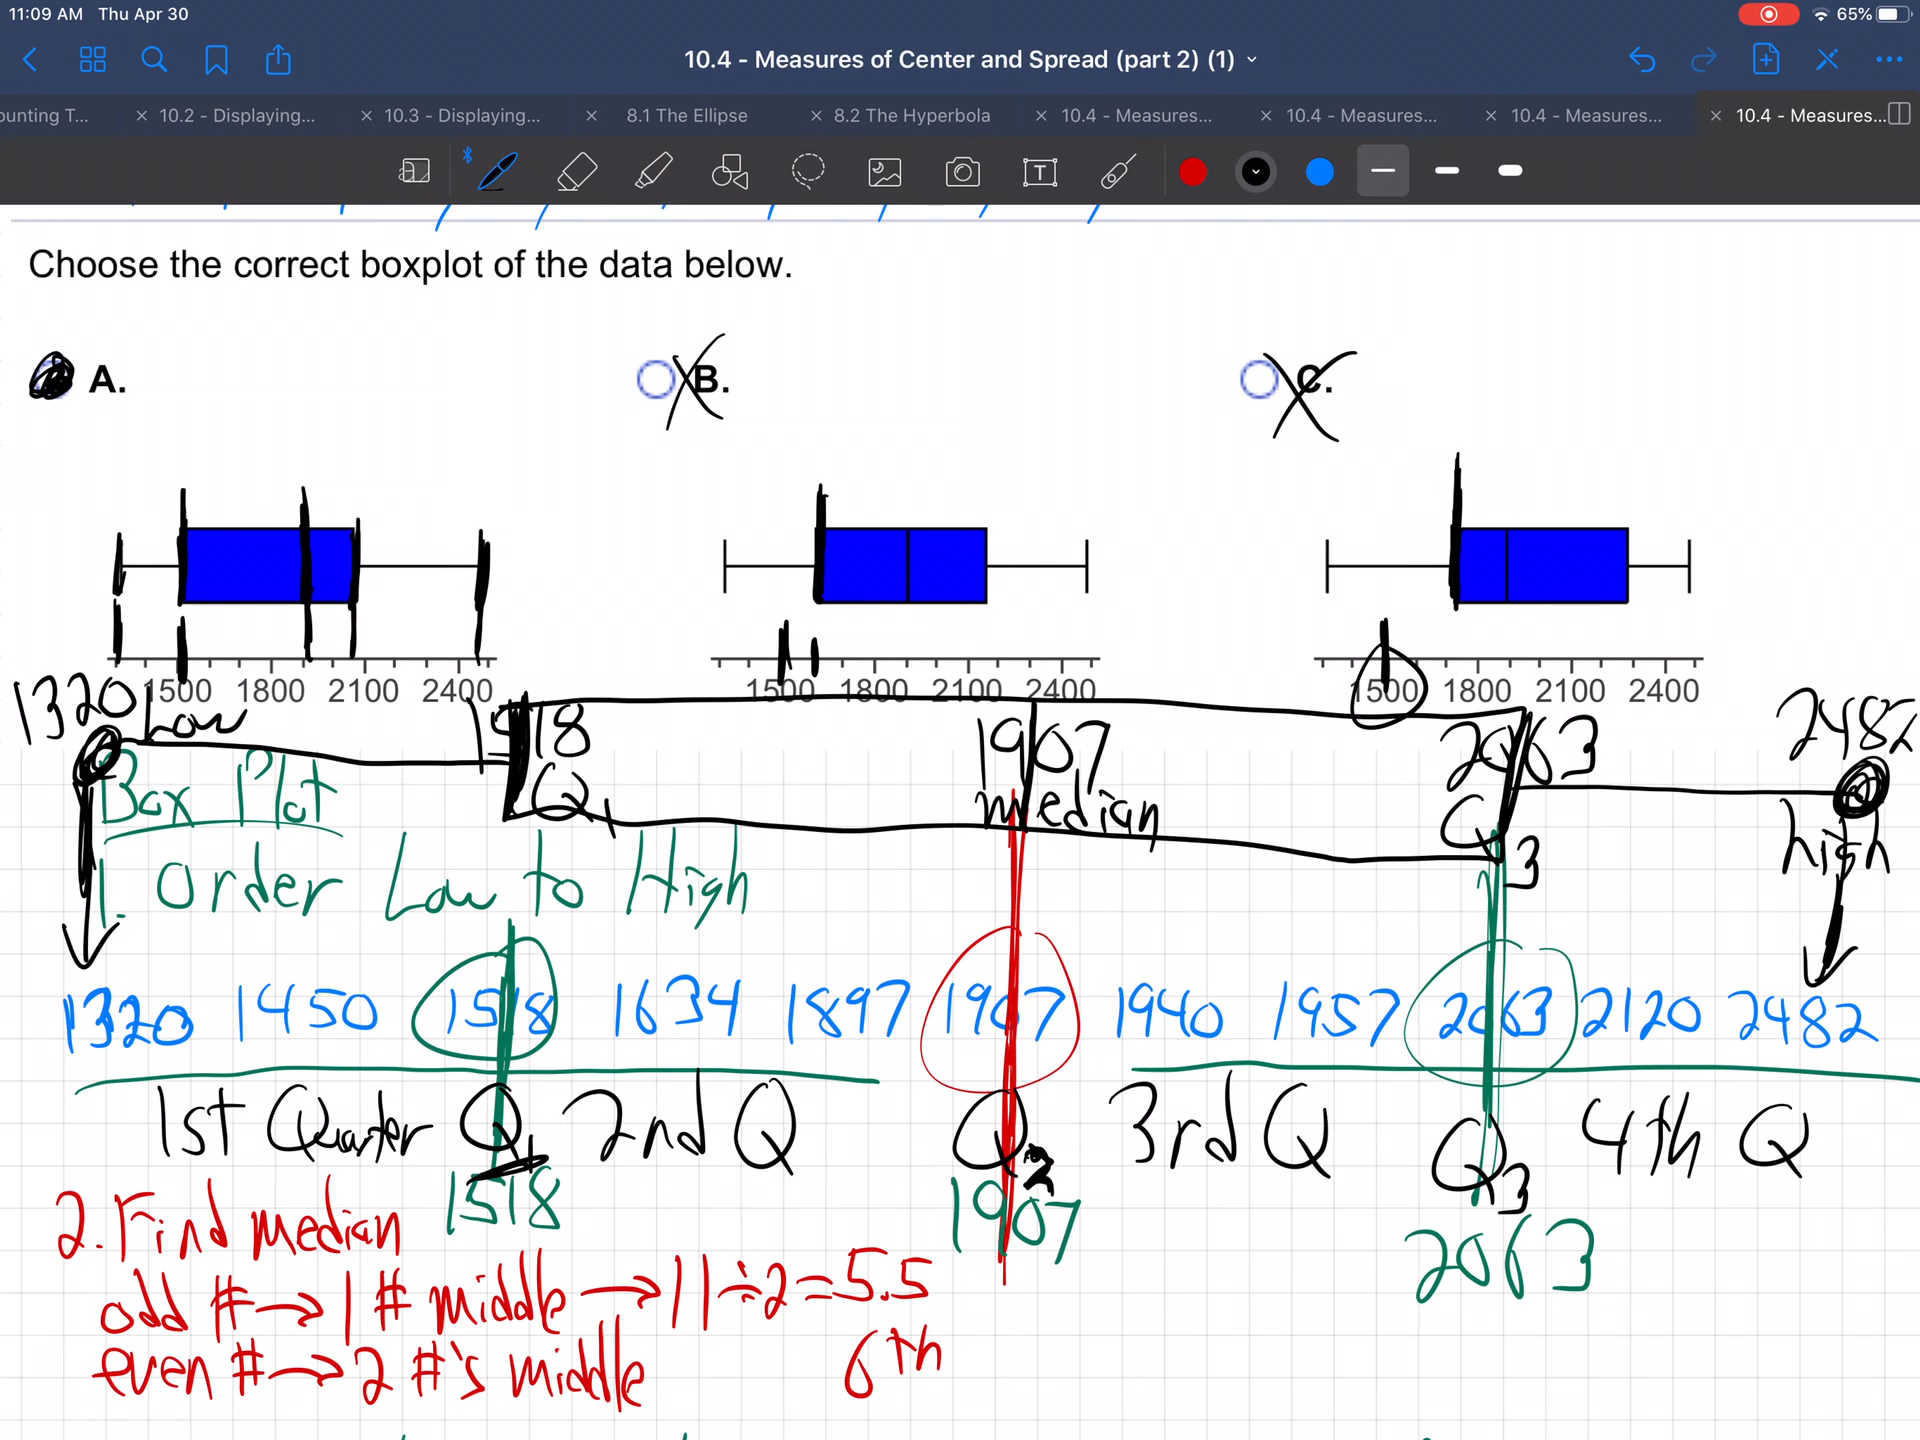 11:09 AM Thu Apr 30
65%
10.4 - Measures of Center and Spread (part 2) (1)
ounting T...
10.2 - Displaying...
10.3 - Displaying...
8.1 The Ellipse
8.2 The Hyperbola
10.4 - Measures...
10.4 - Measures...
10.4 - Measures...
10.4 - Measures...
T
Choose the correct boxplot of the data below.
A. B. C.
1500 1800 2100 2400
1500 1800 2100 2400
1500 1800 2100 2400
1320 Low 1518 1907 2063 2482
Q1 median Q3 high
Box Plot
1. Order Low to High
1320 1450 1518 1634 1897 1907 1940 1957 2063 2120 2482
1st Quarter Q1 2nd Q Q2 3rd Q Q3 4th Q
1518 1907 2063
2. Find median
odd # → 1 # middle → 11 ÷ 2 = 5.5
even # → 2 #'s middle 6th